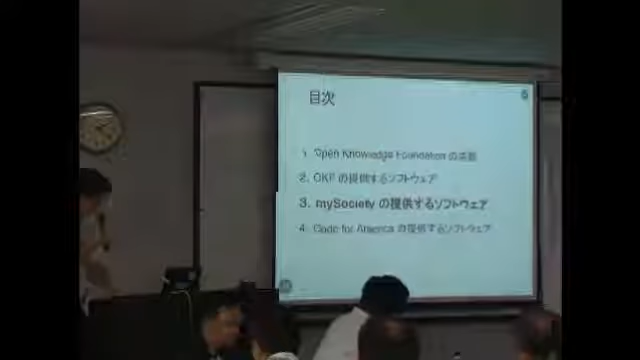 目次
1. Open Knowledge Foundation の活動
2. OKF の提供するソフトウェア
3. mySociety の提供するソフトウェア
4. Code for America の提供するソフトウェア